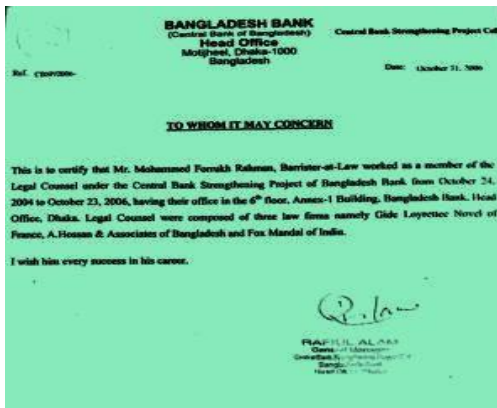 BANGLADESH BANK
(Central Bank of Bangladesh)
Head Office
Motijheel, Dhaka-1000
Bangladesh
Central Bank Strengthening Project Cell
Ref.
Date: October 31, 2006
TO WHOM IT MAY CONCERN
This is to certify that Mr. Mohammed Forrukh Rahman, Barrister-at-Law worked as a member of the
Legal Counsel under the Central Bank Strengthening Project of Bangladesh Bank from October 24,
2004 to October 23, 2006, having their office in the 6th floor, Annex-1 Building, Bangladesh Bank, Head
Office, Dhaka. Legal Counsel were composed of three law firms namely Gide Loyrettee Novel of
France, A.Hossan & Associates of Bangladesh and Fox Mandal of India.
I wish him every success in his career.
RAFIUL ALAM
General Manager